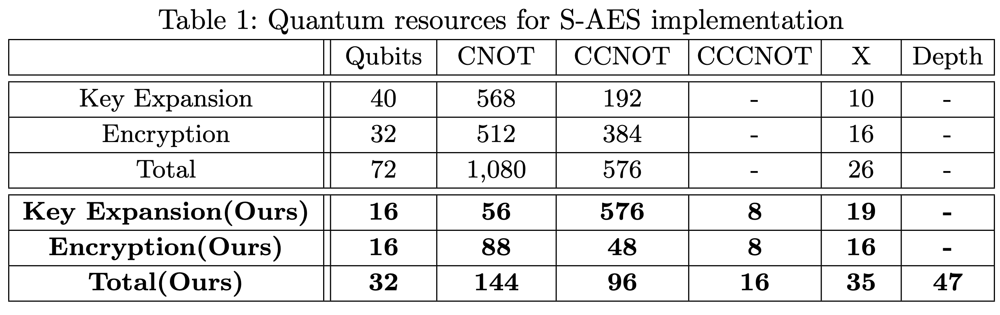 Table 1: Quantum resources for S-AES implementation
Qubits CNOT CCNOT CCCNOT X Depth
Key Expansion 40 568 192 - 10 -
Encryption 32 512 384 - 16 -
Total 72 1,080 576 - 26 -
Key Expansion(Ours) 16 56 576 8 19 -
Encryption(Ours) 16 88 48 8 16 -
Total(Ours) 32 144 96 16 35 47